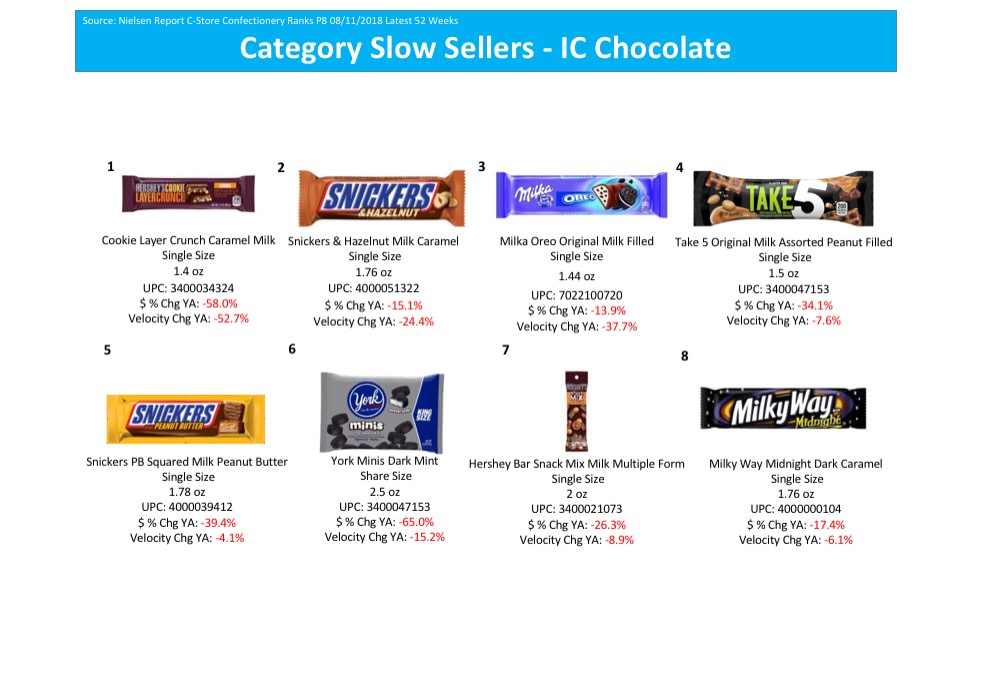 Source: Nielsen Report C-Store Confectionery Ranks P8 08/11/2018 Latest 52 Weeks
Category Slow Sellers - IC Chocolate
1
HERSHEY'S COOKIE
LAYER CRUNCH
Cookie Layer Crunch Caramel Milk
Single Size
1.4 oz
UPC: 3400034324
$ % Chg YA: -58.0%
Velocity Chg YA: -52.7%
2
SNICKERS
& HAZELNUT
Snickers & Hazelnut Milk Caramel
Single Size
1.76 oz
UPC: 4000051322
$ % Chg YA: -15.1%
Velocity Chg YA: -24.4%
3
Milka
OREO
Milka Oreo Original Milk Filled
Single Size
1.44 oz
UPC: 7022100720
$ % Chg YA: -13.9%
Velocity Chg YA: -37.7%
4
TAKE 5
Take 5 Original Milk Assorted Peanut Filled
Single Size
1.5 oz
UPC: 3400047153
$ % Chg YA: -34.1%
Velocity Chg YA: -7.6%
5
SNICKERS
PEANUT BUTTER
Snickers PB Squared Milk Peanut Butter
Single Size
1.78 oz
UPC: 4000039412
$ % Chg YA: -39.4%
Velocity Chg YA: -4.1%
6
York
minis
KING
SIZE
York Minis Dark Mint
Share Size
2.5 oz
UPC: 3400047153
$ % Chg YA: -65.0%
Velocity Chg YA: -15.2%
7
HERSHEY'S
MIX
Hershey Bar Snack Mix Milk Multiple Form
Single Size
2 oz
UPC: 3400021073
$ % Chg YA: -26.3%
Velocity Chg YA: -8.9%
8
Milky Way
Midnight
Milky Way Midnight Dark Caramel
Single Size
1.76 oz
UPC: 4000000104
$ % Chg YA: -17.4%
Velocity Chg YA: -6.1%